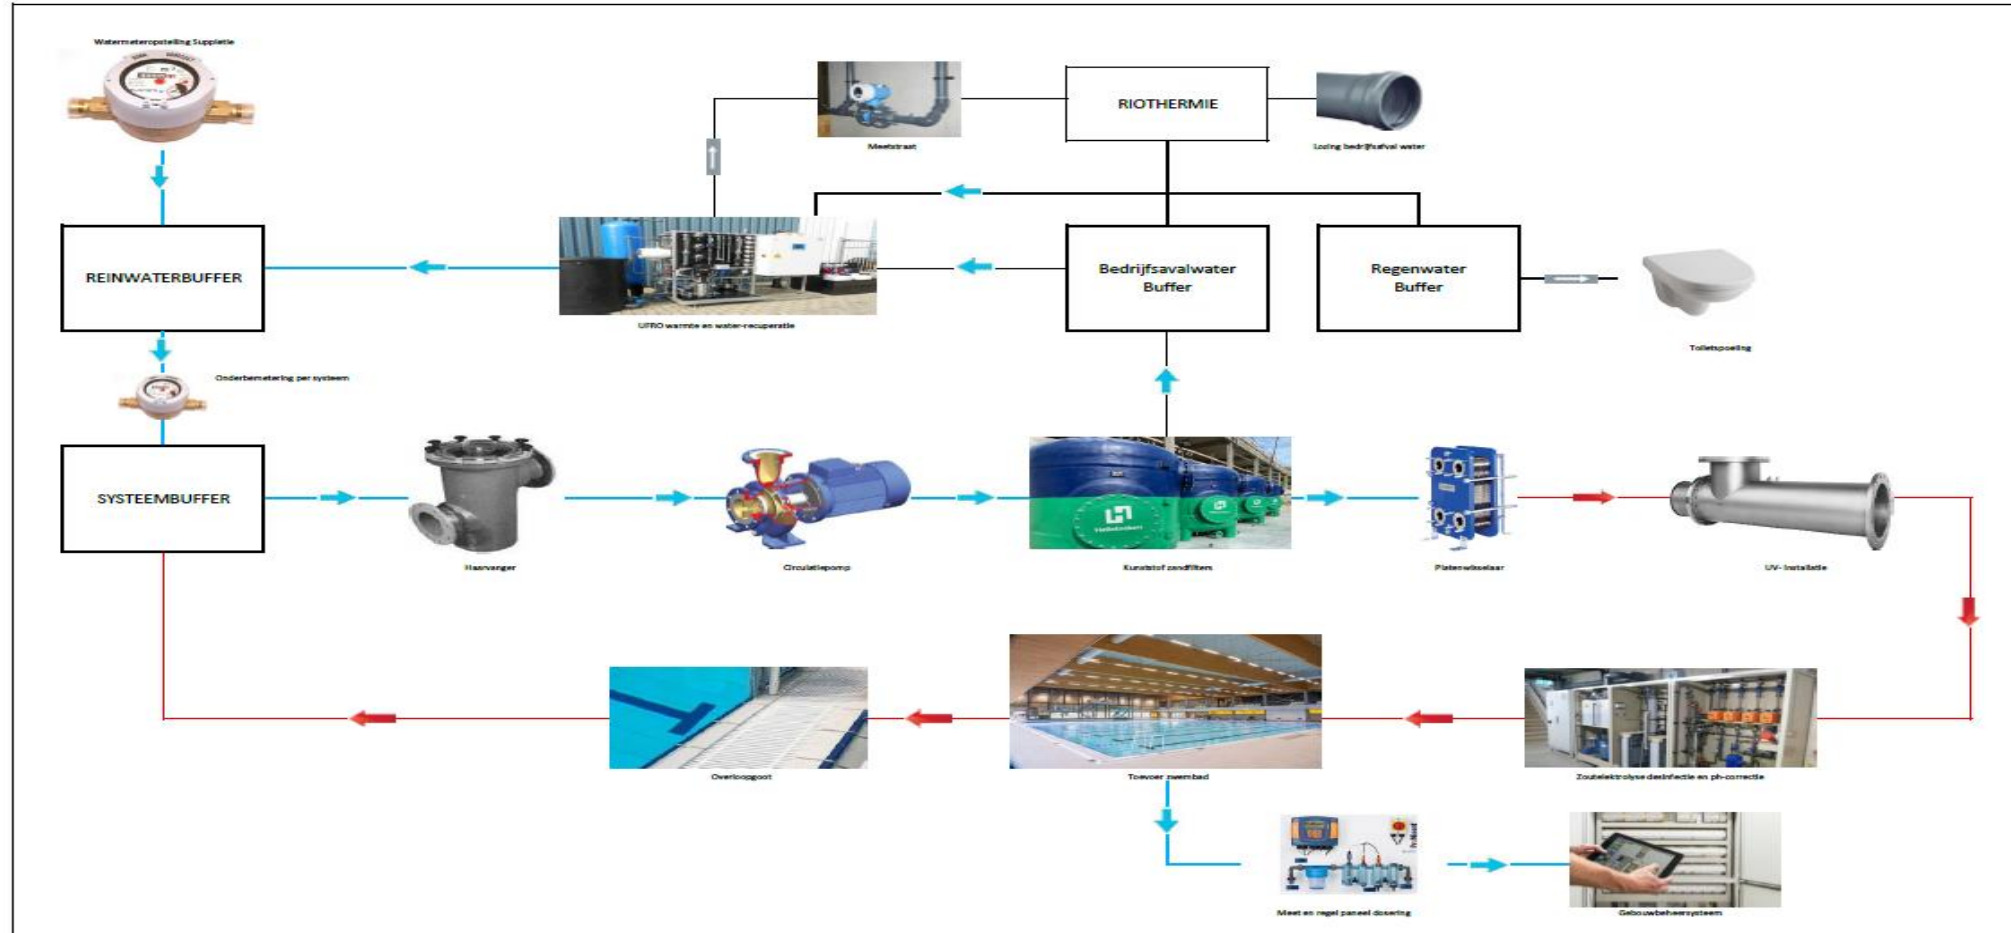 Watermeteropstelling Suppletie
RIOTHERMIE
Meetstraat
Lozing bedrijfsafval water
REINWATERBUFFER
UFRO warmte en water-recuperatie
Bedrijfsavalwater
Buffer
Regenwater
Buffer
Toiletspoeling
Onderbemetering per systeem
SYSTEEMBUFFER
Haarvanger
Circulatiepomp
Kunststof zandfilters
Platenwisselaar
UV- Installatie
Overloopgoot
Toevoer zwembad
Zoutelektrolyse desinfectie en ph-correctie
Meet en regel paneel dosering
Gebouwbeheersysteem